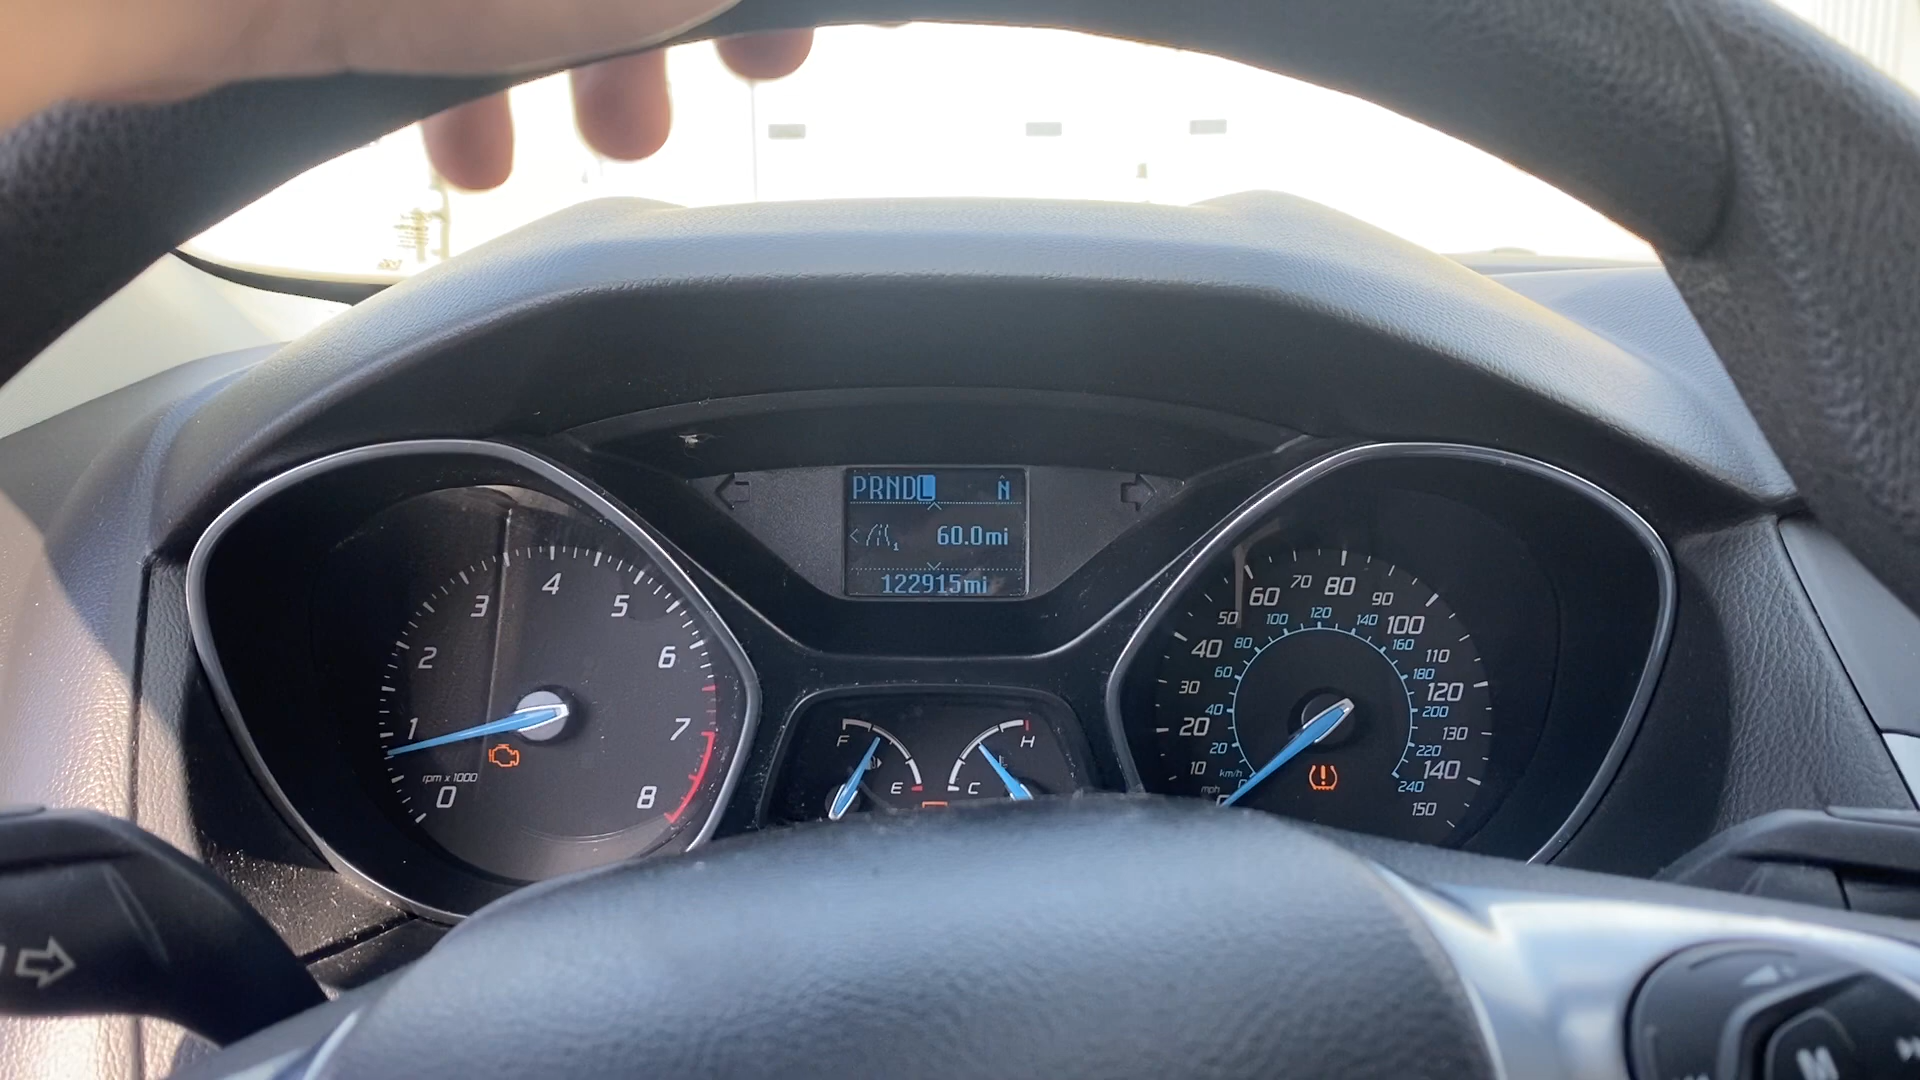 PRNDL N
1 60.0mi
122915mi
0 1 2 3 4 5 6 7 8
rpm x 1000
F E
C H
10 20 30 40 50 60 70 80 90 100 110 120 130 140 150
mph
km/h
20 40 60 80 100 120 140 160 180 200 220 240
M